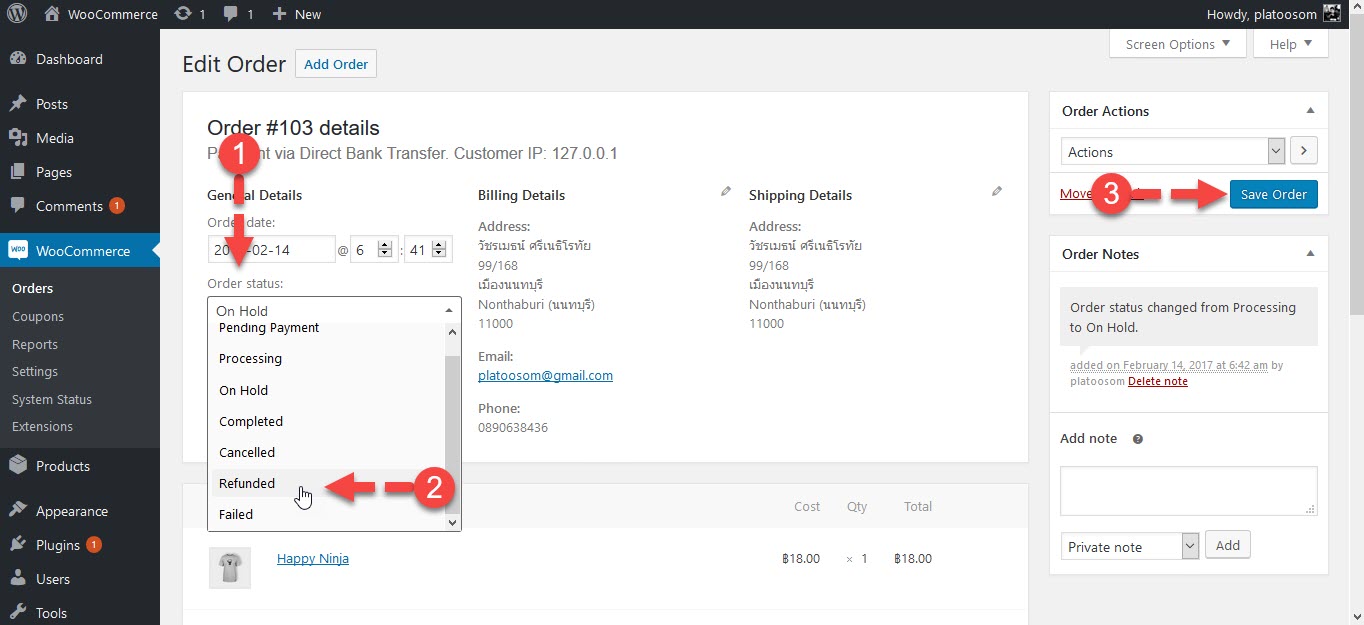 WooCommerce
1
1
New
Howdy, platoosom
Dashboard
Posts
Media
Pages
Comments 1
WooCommerce
Orders
Coupons
Reports
Settings
System Status
Extensions
Products
Appearance
Plugins 1
Users
Tools
Screen Options
Help
Edit Order
Add Order
Order #103 details
via Direct Bank Transfer. Customer IP: 127.0.0.1
1
General Details
Order date:
-02-14 @ 6 : 41
Order status:
On Hold
Pending Payment
Processing
On Hold
Completed
Cancelled
Refunded
2
Failed
Billing Details
Address:
วัชรเมธน์ ศรีเนธิโรทัย
99/168
เมืองนนทบุรี
Nonthaburi (นนทบุรี)
11000
Email:
platoosom@gmail.com
Phone:
0890638436
Shipping Details
Address:
วัชรเมธน์ ศรีเนธิโรทัย
99/168
เมืองนนทบุรี
Nonthaburi (นนทบุรี)
11000
Cost Qty Total
Happy Ninja ฿18.00 × 1 ฿18.00
Order Actions
Actions
Move
3
Save Order
Order Notes
Order status changed from Processing
to On Hold.
added on February 14, 2017 at 6:42 am by
platoosom Delete note
Add note
Private note
Add